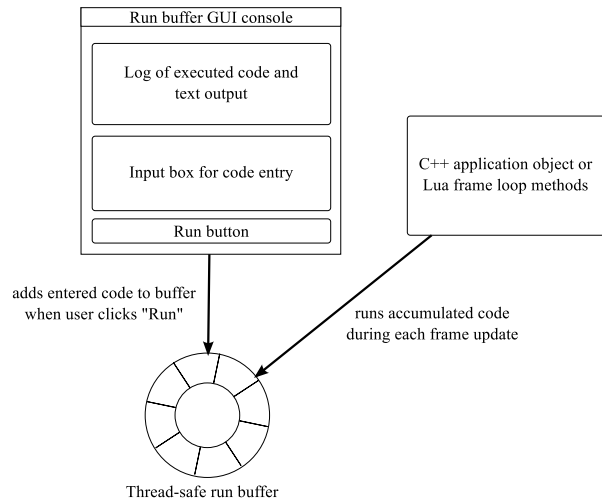 Run buffer GUI console
Log of executed code and
text output
Input box for code entry
Run button
C++ application object or
Lua frame loop methods
adds entered code to buffer
when user clicks "Run"
runs accumulated code
during each frame update
Thread-safe run buffer